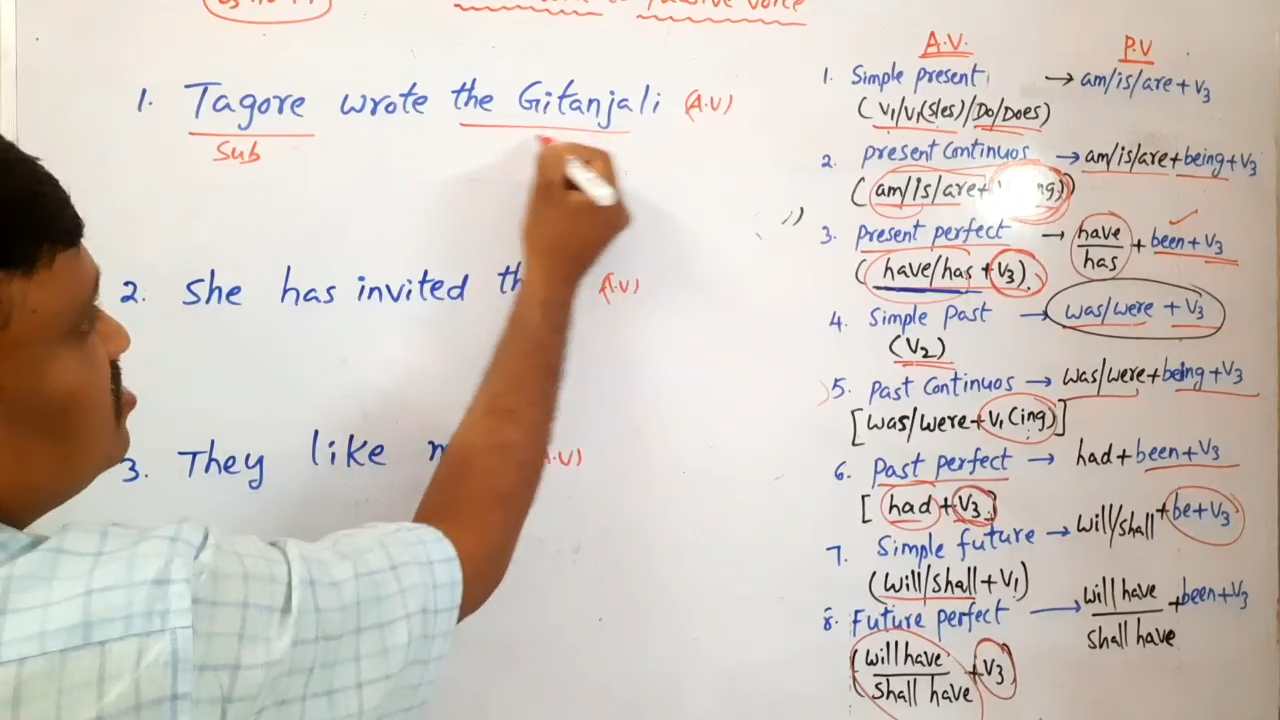 passive voice
1. Tagore wrote the Gitanjali (A.V)
Sub
2. She has invited
3. They like
A.V.
P.V
1. Simple present → am/is/are + V3
(V1/V1(s/es)/Do/Does)
2. present Continuos → am/is/are + being + V3
(am/is/are +
3. Present perfect → have/has + been + V3
(have/has + V3).
4. Simple Past → was/were + V3
(V2)
5. Past Continuos → was/were + being + V3
[was/were + V1(ing)]
6. Past perfect → had + been + V3
[had + V3]
7. Simple future → will/shall + be + V3
(will/shall + V1)
8. Future perfect → will have/shall have + been + V3
(will have/shall have + V3)